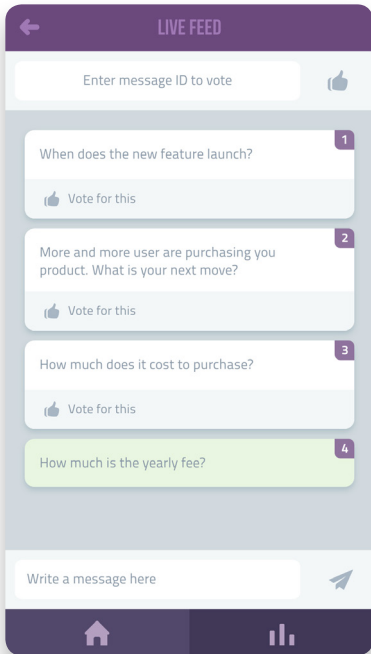 LIVE FEED
Enter message ID to vote
1
When does the new feature launch?
Vote for this
2
More and more user are purchasing you
product. What is your next move?
Vote for this
3
How much does it cost to purchase?
Vote for this
4
How much is the yearly fee?
Write a message here